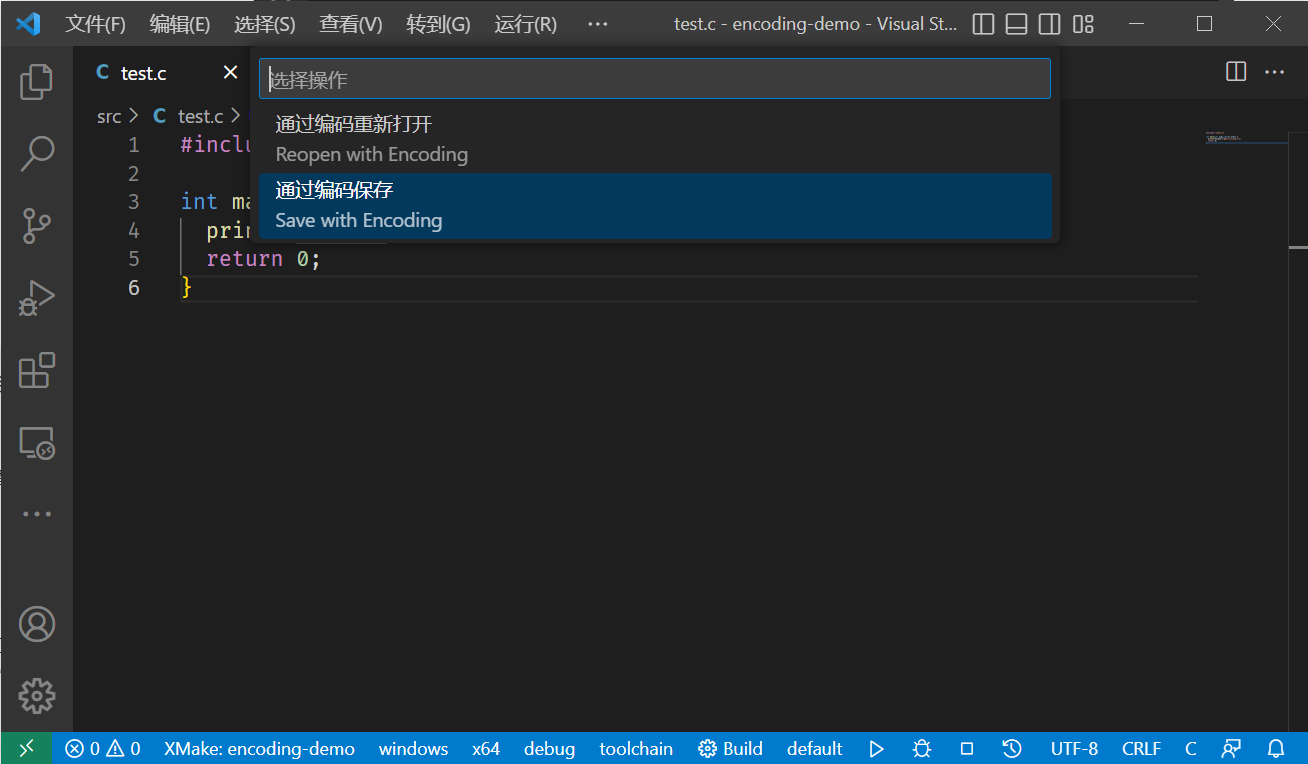 文件(F) 编辑(E) 选择(S) 查看(V) 转到(G) 运行(R) ··· test.c - encoding-demo - Visual St...
C test.c
选择操作
src > C test.c >
通过编码重新打开
Reopen with Encoding
通过编码保存
Save with Encoding
1 #inclu
2
3 int ma
4 prin
5 return 0;
6 }
0 0 XMake: encoding-demo windows x64 debug toolchain Build default UTF-8 CRLF C